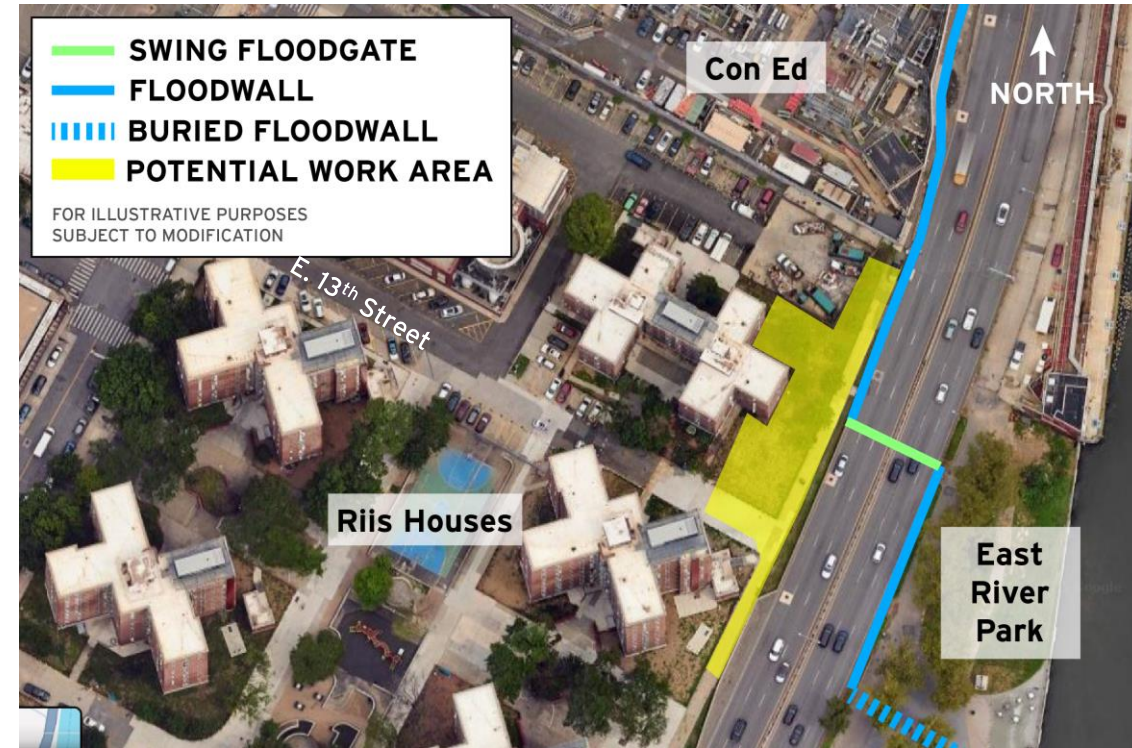 SWING FLOODGATE
FLOODWALL
BURIED FLOODWALL
POTENTIAL WORK AREA
FOR ILLUSTRATIVE PURPOSES
SUBJECT TO MODIFICATION
Con Ed
NORTH
E. 13th Street
Riis Houses
East
River
Park